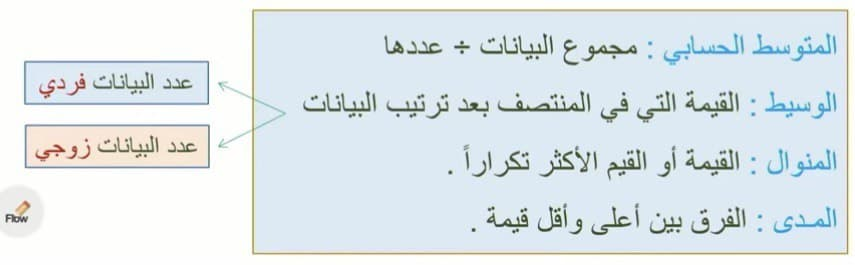 المتوسط الحسابي : مجموع البيانات ÷ عددها
الوسيط : القيمة التي في المنتصف بعد ترتيب البيانات
عدد البيانات فردي
عدد البيانات زوجي
المنوال : القيمة أو القيم الأكثر تكراراً .
المدى : الفرق بين أعلى وأقل قيمة .
Flow